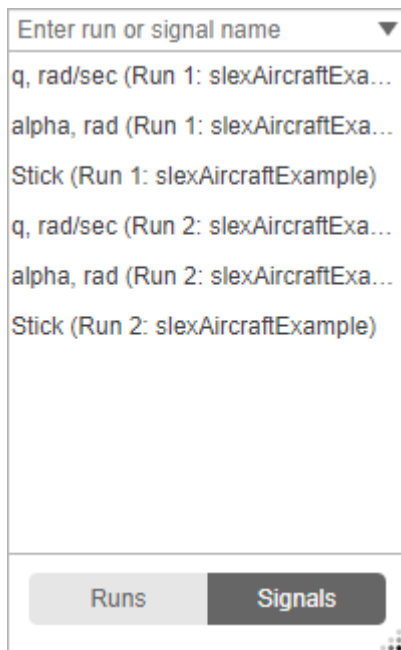 Enter run or signal name
q, rad/sec (Run 1: slexAircraftExa...
alpha, rad (Run 1: slexAircraftExa...
Stick (Run 1: slexAircraftExample)
q, rad/sec (Run 2: slexAircraftExa...
alpha, rad (Run 2: slexAircraftExa...
Stick (Run 2: slexAircraftExample)
Runs Signals